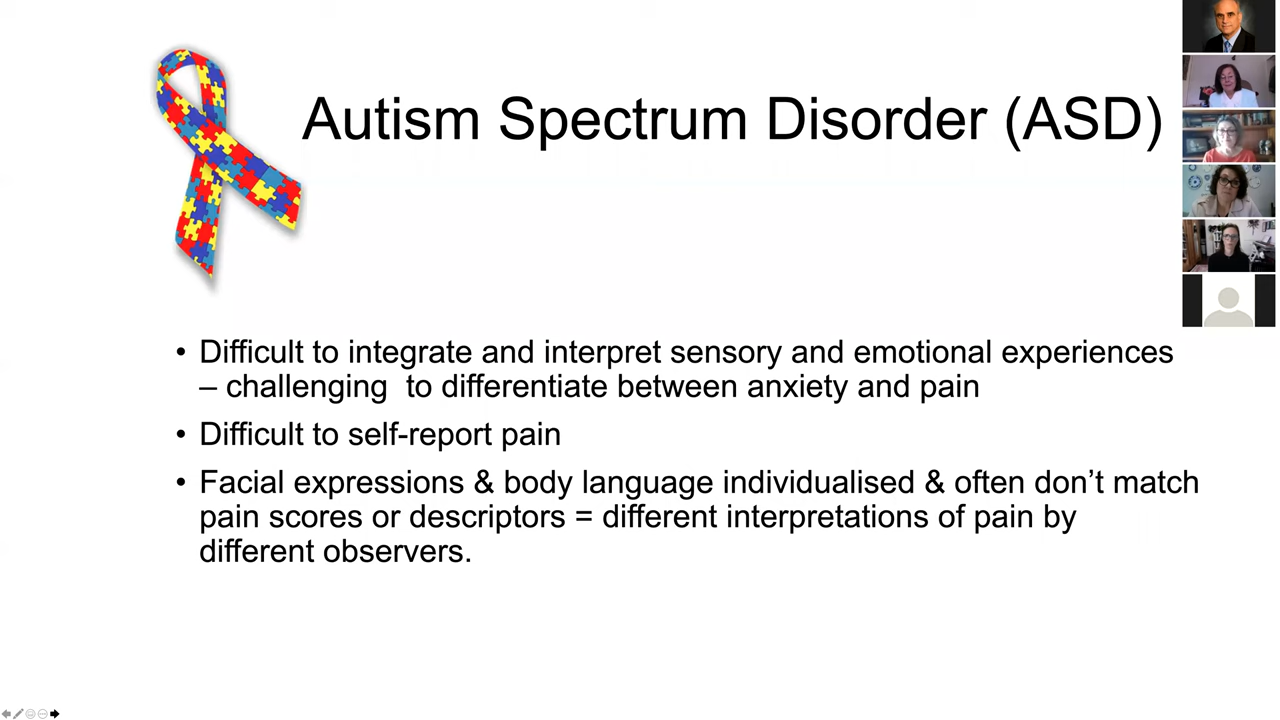 Autism Spectrum Disorder (ASD)
• Difficult to integrate and interpret sensory and emotional experiences
– challenging  to differentiate between anxiety and pain
• Difficult to self-report pain
• Facial expressions & body language individualised & often don’t match
pain scores or descriptors = different interpretations of pain by
different observers.